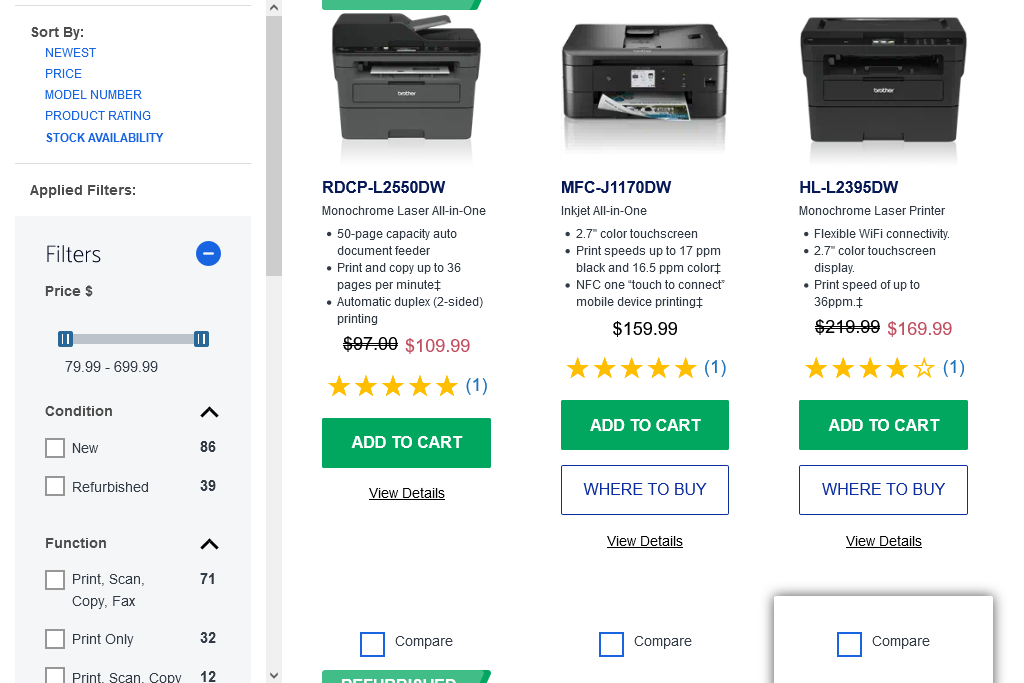 Sort By:
NEWEST
PRICE
MODEL NUMBER
PRODUCT RATING
STOCK AVAILABILITY
Applied Filters:
Filters
Price $
79.99 - 699.99
Condition
New 86
Refurbished 39
Function
Print, Scan, 71
Copy, Fax
Print Only 32
Print, Scan, Copy 12
brother
RDCP-L2550DW
Monochrome Laser All-in-One
• 50-page capacity auto
document feeder
• Print and copy up to 36
pages per minute‡
• Automatic duplex (2-sided)
printing
$97.00 $109.99
(1)
ADD TO CART
View Details
Compare
REFURBISHED
MFC-J1170DW
Inkjet All-in-One
• 2.7" color touchscreen
• Print speeds up to 17 ppm
black and 16.5 ppm color‡
• NFC one “touch to connect”
mobile device printing‡
$159.99
(1)
ADD TO CART
WHERE TO BUY
View Details
Compare
brother
HL-L2395DW
Monochrome Laser Printer
• Flexible WiFi connectivity.
• 2.7" color touchscreen
display.
• Print speed of up to
36ppm.‡
$219.99 $169.99
(1)
ADD TO CART
WHERE TO BUY
View Details
Compare